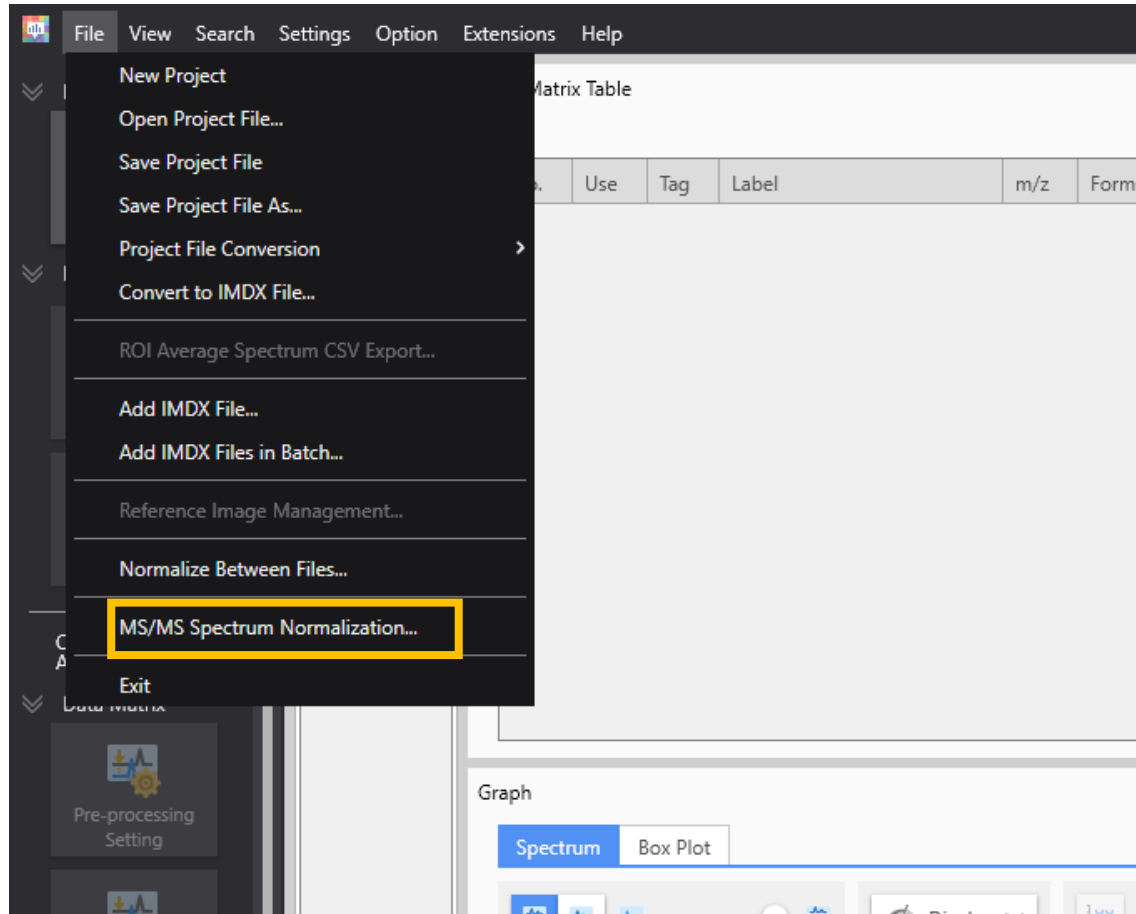 File View Search Settings Option Extensions Help
New Project
Open Project File...
Save Project File
Save Project File As...
Project File Conversion
Convert to IMDX File...
ROI Average Spectrum CSV Export...
Add IMDX File...
Add IMDX Files in Batch...
Reference Image Management...
Normalize Between Files...
MS/MS Spectrum Normalization...
Exit
Matrix Table
Use Tag Label m/z Form
Data Matrix
Pre-processing
Setting
Graph
Spectrum Box Plot